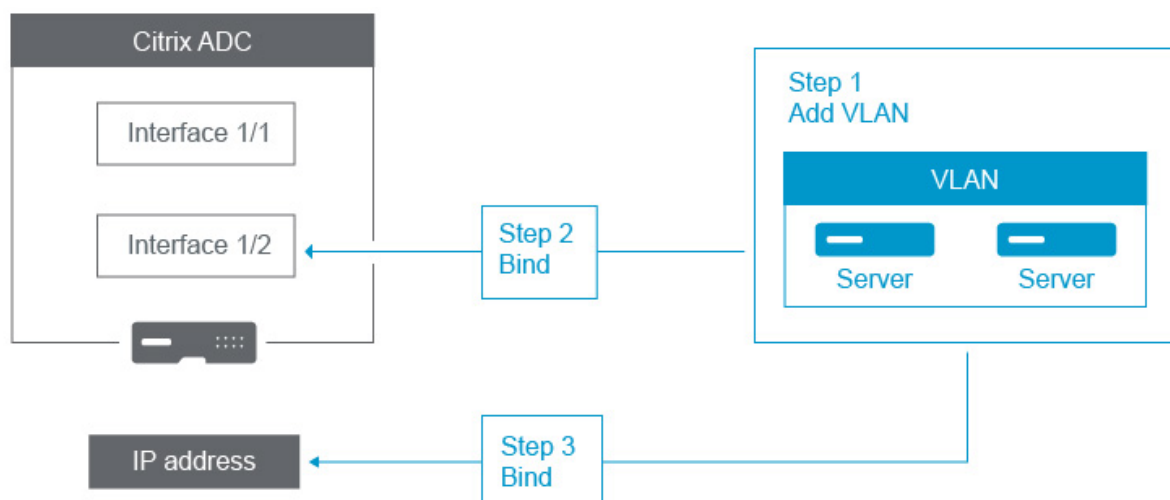 Citrix ADC
Interface 1/1
Interface 1/2
Step 1
Add VLAN
VLAN
Server
Server
Step 2
Bind
IP address
Step 3
Bind